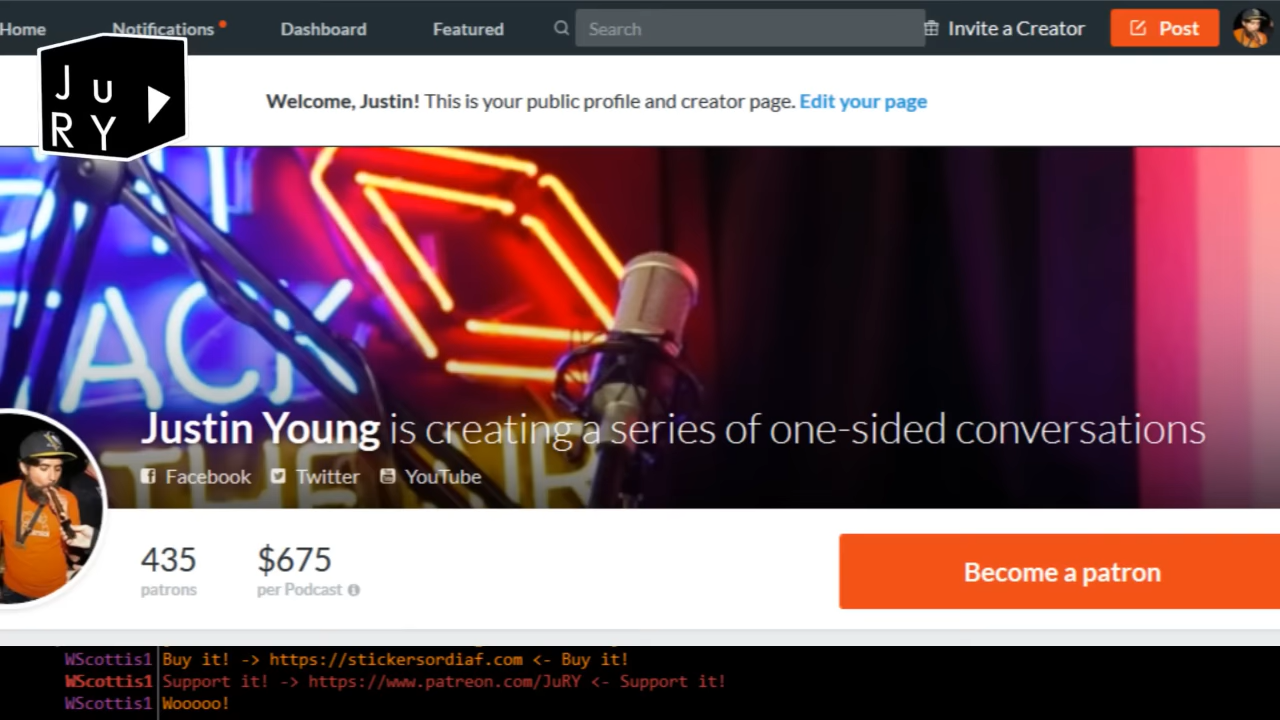 Home Notifications Dashboard Featured Search Invite a Creator Post
Ju
RY
Welcome, Justin! This is your public profile and creator page. Edit your page
Justin Young is creating a series of one-sided conversations
Facebook Twitter YouTube
435 $675
patrons per Podcast
Become a patron
WScottis1 Buy it! -> https://stickersordiaf.com <- Buy it!
WScottis1 Support it! -> https://www.patreon.com/JuRY <- Support it!
WScottis1 Wooooo!